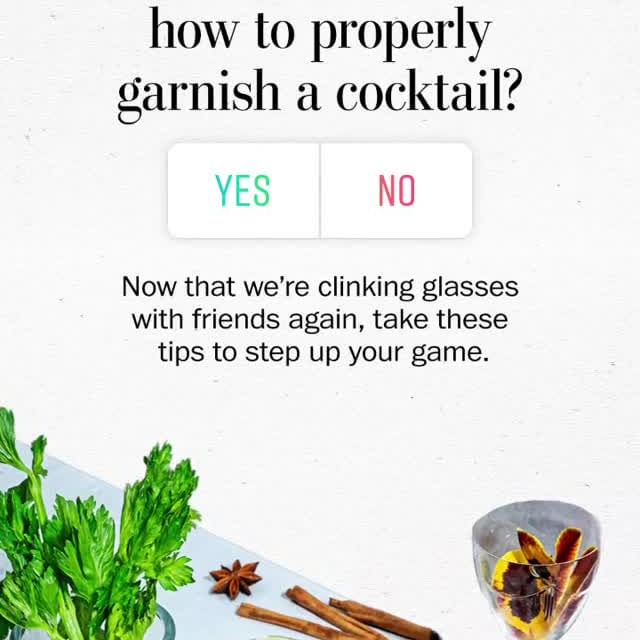 how to properly
garnish a cocktail?
YES
NO
Now that we’re clinking glasses
with friends again, take these
tips to step up your game.